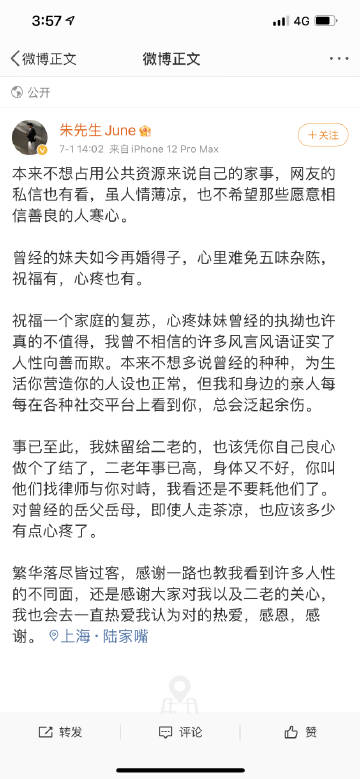 3:57
4G
微博正文
微博正文
公开
朱先生June
7-1 14:02 来自iPhone 12 Pro Max
+关注
本来不想占用公共资源来说自己的家事，网友的
私信也有看，虽人情薄凉，也不希望那些愿意相
信善良的人寒心。
曾经的妹夫如今再婚得子，心里难免五味杂陈，
祝福有，心疼也有。
祝福一个家庭的复苏，心疼妹妹曾经的执拗也许
真的不值得，我曾不相信的许多风言风语证实了
人性向善而欺。本来不想多说曾经的种种，为生
活你营造你的人设也正常，但我和身边的亲人每
每在各种社交平台上看到你，总会泛起余伤。
事已至此，我妹留给二老的，也该凭你自己良心
做个了结了，二老年事已高，身体又不好，你叫
他们找律师与你对峙，我看还是不要耗他们了。
对曾经的岳父岳母，即使人走茶凉，也应该多少
有点心疼了。
繁华落尽皆过客，感谢一路也教我看到许多人性
的不同面，还是感谢大家对我以及二老的关心，
我也会去一直热爱我认为对的热爱，感恩，感
谢。 上海·陆家嘴
转发
评论
赞